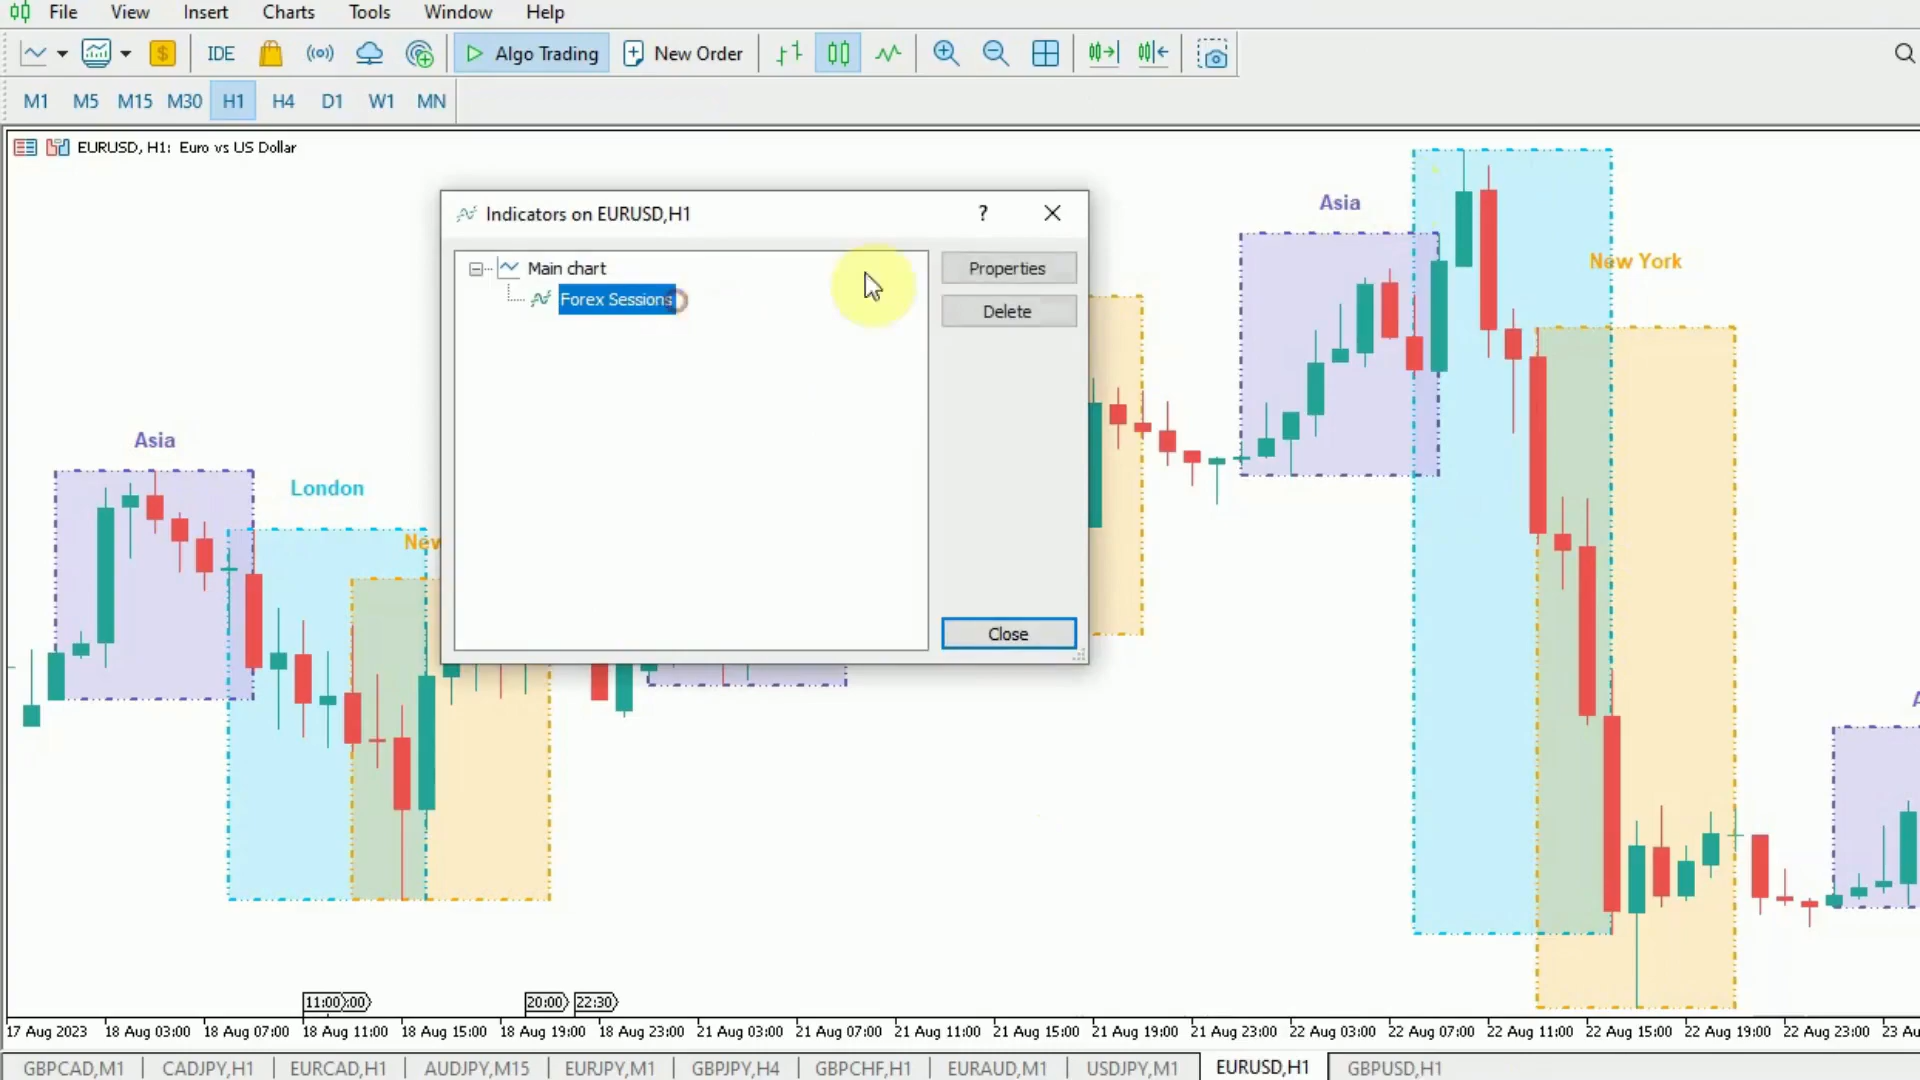 File View Insert Charts Tools Window Help
IDE Algo Trading New Order
M1 M5 M15 M30 H1 H4 D1 W1 MN
EURUSD, H1: Euro vs US Dollar
Indicators on EURUSD,H1 ?
Main chart
Forex Sessions
Properties
Delete
Close
Asia
New York
Asia
London
New
A
11:00 :00 20:00 22:30
17 Aug 2023 18 Aug 03:00 18 Aug 07:00 18 Aug 11:00 18 Aug 15:00 18 Aug 19:00 18 Aug 23:00 21 Aug 03:00 21 Aug 07:00 21 Aug 11:00 21 Aug 15:00 21 Aug 19:00 21 Aug 23:00 22 Aug 03:00 22 Aug 07:00 22 Aug 11:00 22 Aug 15:00 22 Aug 19:00 22 Aug 23:00 23 Au
GBPCAD,M1 CADJPY,H1 EURCAD,H1 AUDJPY,M15 EURJPY,M1 GBPJPY,H4 GBPCHF,H1 EURAUD,M1 USDJPY,M1 EURUSD,H1 GBPUSD,H1